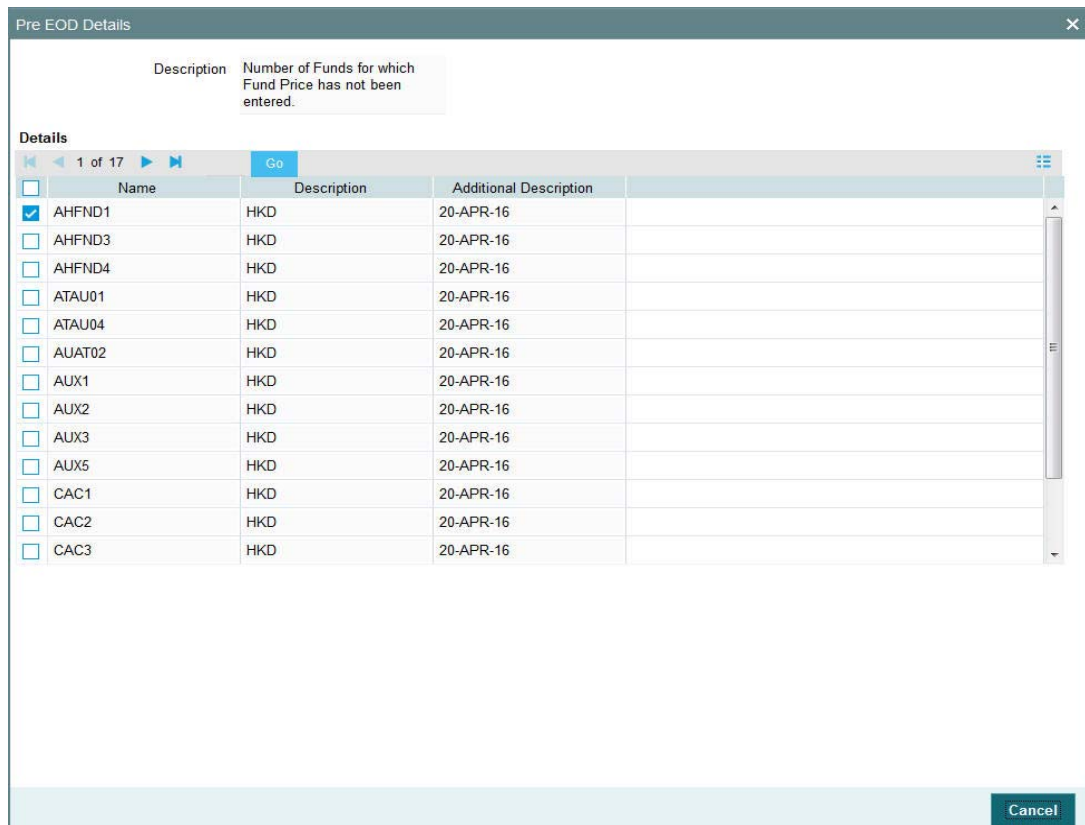 Pre EOD Details
Description Number of Funds for which
Fund Price has not been
entered.
Details
1 of 17 Go
Name Description Additional Description
AHFND1 HKD 20-APR-16
AHFND3 HKD 20-APR-16
AHFND4 HKD 20-APR-16
ATAU01 HKD 20-APR-16
ATAU04 HKD 20-APR-16
AUAT02 HKD 20-APR-16
AUX1 HKD 20-APR-16
AUX2 HKD 20-APR-16
AUX3 HKD 20-APR-16
AUX5 HKD 20-APR-16
CAC1 HKD 20-APR-16
CAC2 HKD 20-APR-16
CAC3 HKD 20-APR-16
Cancel